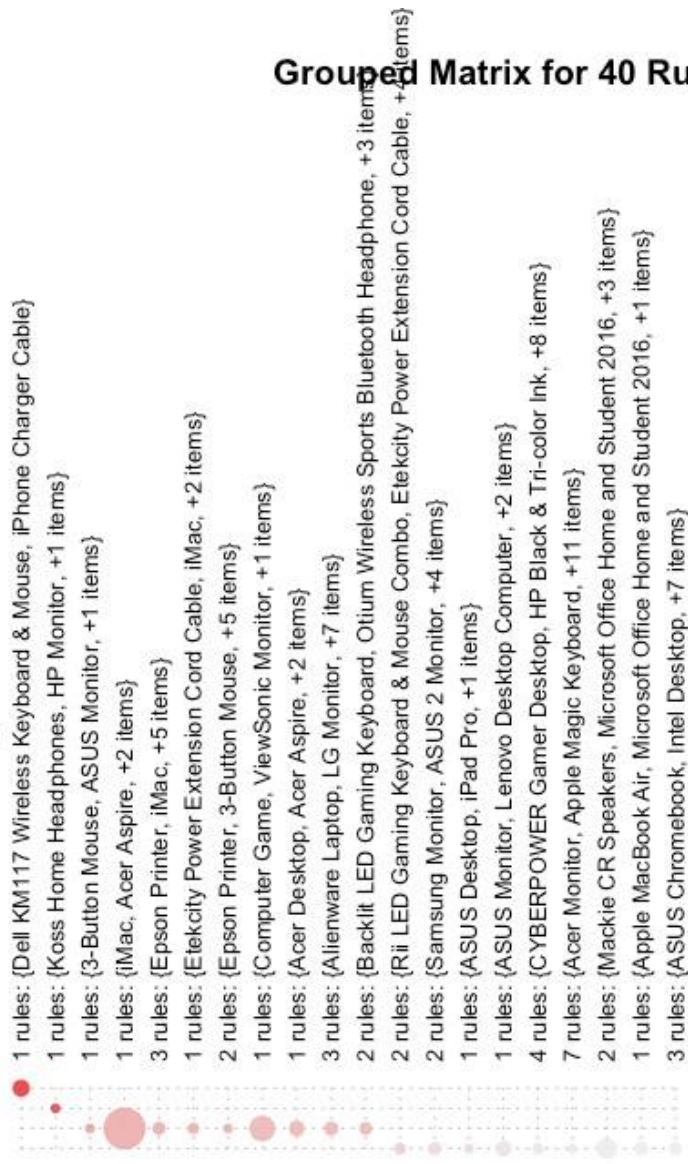 Grouped Matrix for 40 Ru
1 rules: {Dell KM117 Wireless Keyboard & Mouse, iPhone Charger Cable}
1 rules: {Koss Home Headphones, HP Monitor, +1 items}
1 rules: {3-Button Mouse, ASUS Monitor, +1 items}
1 rules: {iMac, Acer Aspire, +2 items}
3 rules: {Epson Printer, iMac, +5 items}
1 rules: {Etekcity Power Extension Cord Cable, iMac, +2 items}
2 rules: {Epson Printer, 3-Button Mouse, +5 items}
1 rules: {Computer Game, ViewSonic Monitor, +1 items}
1 rules: {Acer Desktop, Acer Aspire, +2 items}
3 rules: {Alienware Laptop, LG Monitor, +7 items}
2 rules: {Backlit LED Gaming Keyboard, Otium Wireless Sports Bluetooth Headphone, +3 items}
2 rules: {Rii LED Gaming Keyboard & Mouse Combo, Etekcity Power Extension Cord Cable, +4 items}
2 rules: {Samsung Monitor, ASUS 2 Monitor, +4 items}
1 rules: {ASUS Desktop, iPad Pro, +1 items}
1 rules: {ASUS Monitor, Lenovo Desktop Computer, +2 items}
4 rules: {CYBERPOWER Gamer Desktop, HP Black & Tri-color Ink, +8 items}
7 rules: {Acer Monitor, Apple Magic Keyboard, +11 items}
2 rules: {Mackie CR Speakers, Microsoft Office Home and Student 2016, +3 items}
1 rules: {Apple MacBook Air, Microsoft Office Home and Student 2016, +1 items}
3 rules: {ASUS Chromebook, Intel Desktop, +7 items}